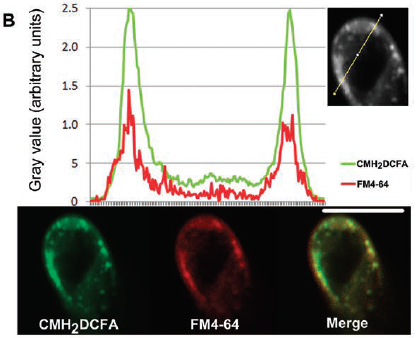 B
Gray value (arbitrary units)
2.5
2.0
1.5
1.0
5
0
CMH₂DCFA
FM4-64
CMH₂DCFA
FM4-64
Merge